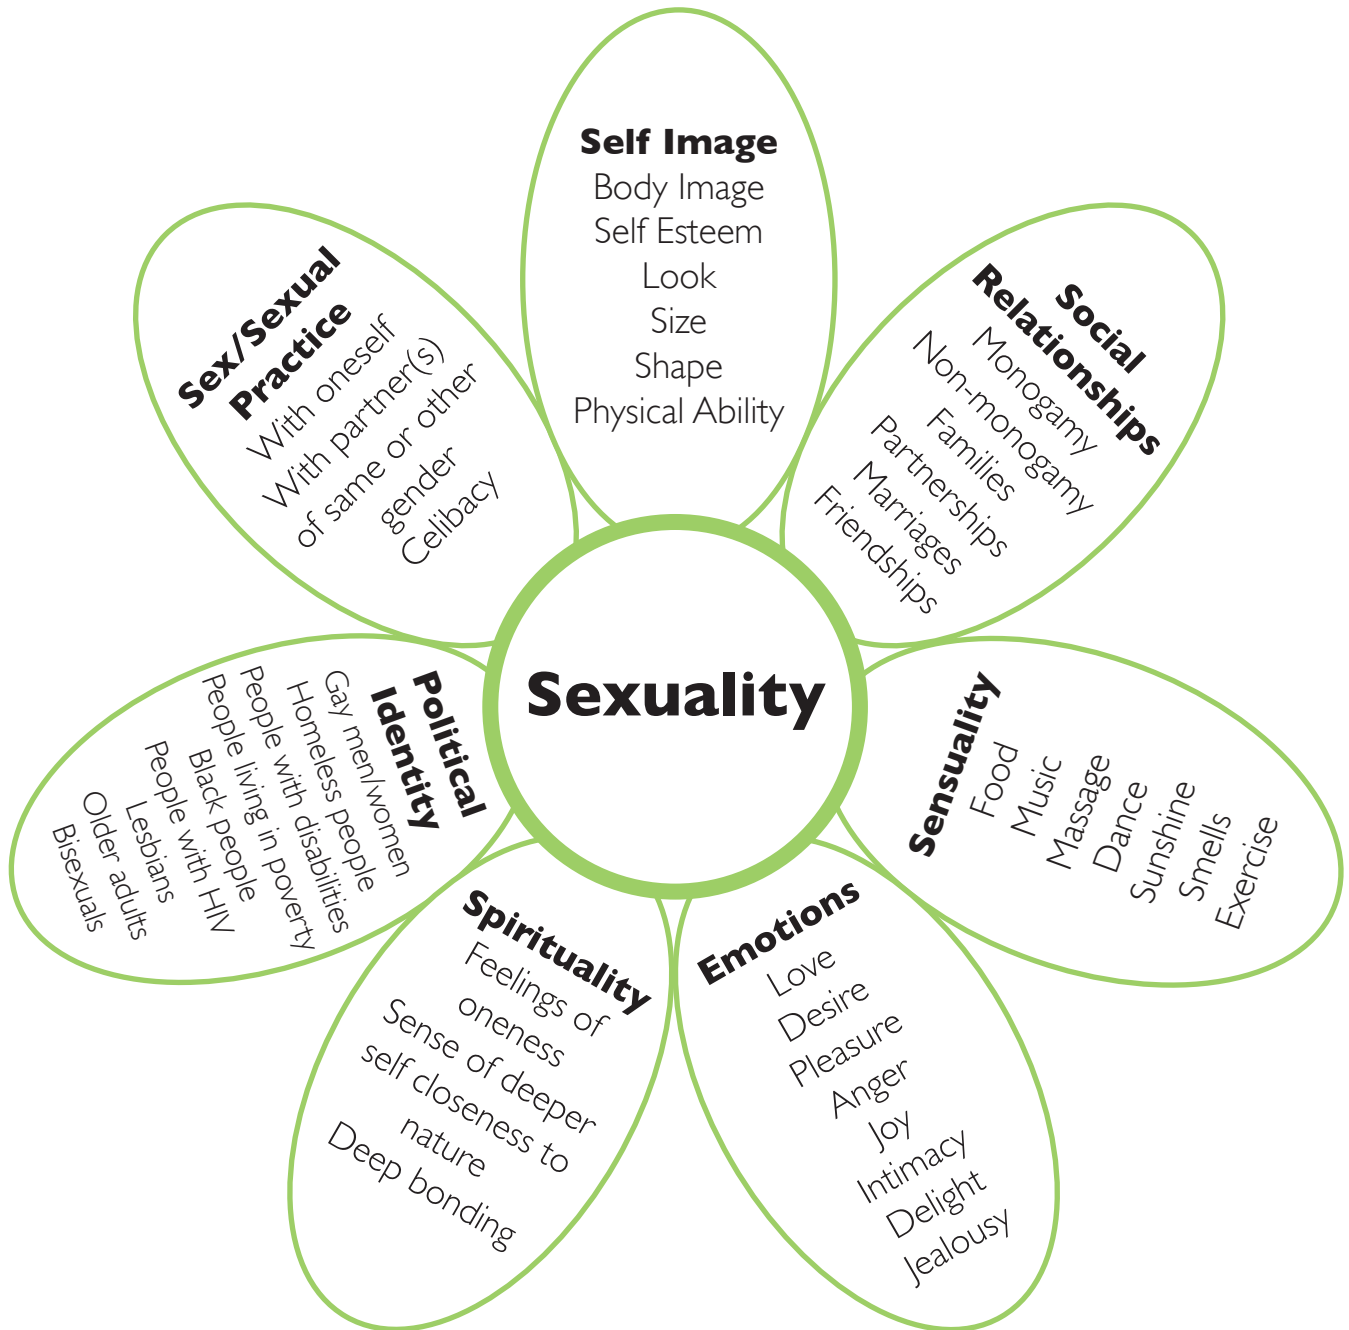 Self Image
Body Image
Self Esteem
Look
Size
Shape
Physical Ability
Social
Relationships
Monogamy
Non-monogamy
Families
Partnerships
Marriages
Friendships
Sensuality
Food
Music
Massage
Dance
Sunshine
Smells
Exercise
Emotions
Love
Desire
Pleasure
Anger
Joy
Intimacy
Delight
Jealousy
Spirituality
Feelings of
oneness
Sense of deeper
self closeness to
nature
Deep bonding
Political
Identity
Gay men/women
Homeless people
People with disabilities
People living in poverty
Black people
People with HIV
Lesbians
Older adults
Bisexuals
Sex/Sexual
Practice
With oneself
With partner(s)
of same or other
gender
Celibacy
Sexuality